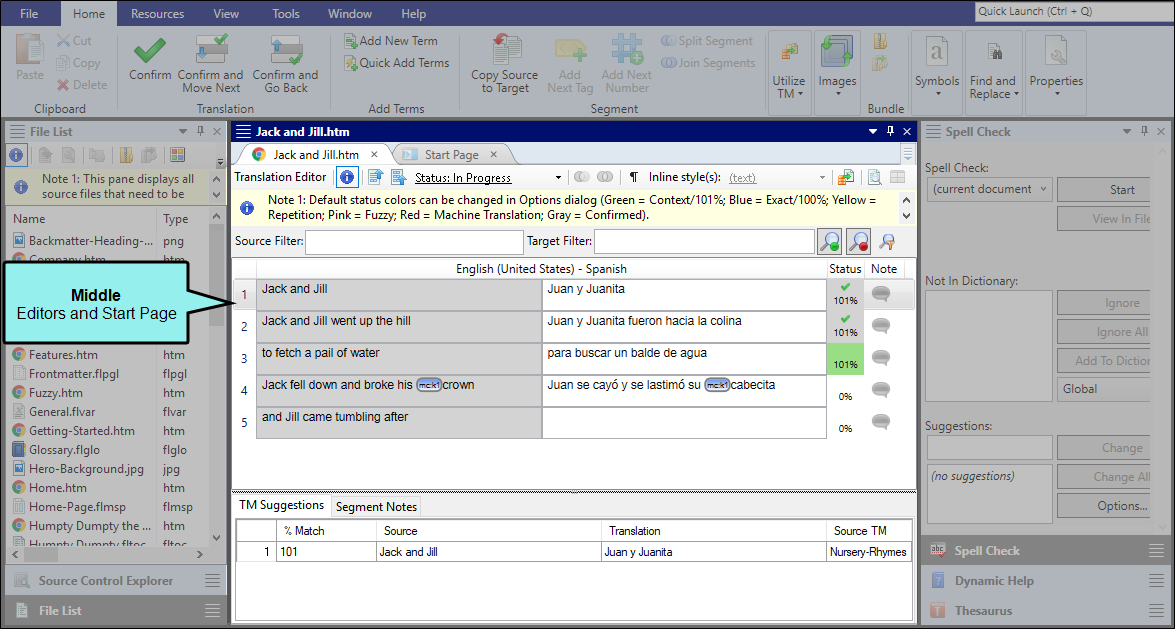 File Home Resources View Tools Window Help
Quick Launch (Ctrl + Q)
Paste
Cut
Copy
Delete
Clipboard
Confirm
Confirm and Move Next
Confirm and Go Back
Translation
Add New Term
Quick Add Terms
Add Terms
Copy Source to Target
Add Next Tag
Add Next Number
Split Segment
Join Segments
Segment
Utilize TM
Images
Bundle
Symbols
Find and Replace
Properties
File List
Note 1: This pane displays all
source files that need to be
Name Type
Backmatter-Heading-... png
Company.htm htm
Middle
Editors and Start Page
Features.htm htm
Frontmatter.flpgl flpgl
Fuzzy.htm htm
General.flvar flvar
Getting-Started.htm htm
Glossary.flglo flglo
Hero-Background.jpg jpg
Home.htm htm
Home-Page.flmsp flmsp
Humpty Dumpty the ... htm
Humpty Dumpty.fltoc fltoc
Source Control Explorer
File List
Jack and Jill.htm
Jack and Jill.htm Start Page
Translation Editor Status: In Progress Inline style(s): (text)
Note 1: Default status colors can be changed in Options dialog (Green = Context/101%; Blue = Exact/100%; Yellow =
Repetition; Pink = Fuzzy; Red = Machine Translation; Gray = Confirmed).
Source Filter: Target Filter:
English (United States) - Spanish Status Note
1 Jack and Jill Juan y Juanita 101%
2 Jack and Jill went up the hill Juan y Juanita fueron hacia la colina 101%
3 to fetch a pail of water para buscar un balde de agua 101%
4 Jack fell down and broke his mc:k1 crown Juan se cayó y se lastimó su mc:k1 cabecita 0%
5 and Jill came tumbling after 0%
TM Suggestions Segment Notes
% Match Source Translation Source TM
1 101 Jack and Jill Juan y Juanita Nursery-Rhymes
Spell Check
Spell Check:
(current document Start
View In File
Not In Dictionary:
Ignore
Ignore All
Add To Diction
Global
Suggestions:
Change
(no suggestions) Change All
Options...
abc Spell Check
Dynamic Help
Thesaurus